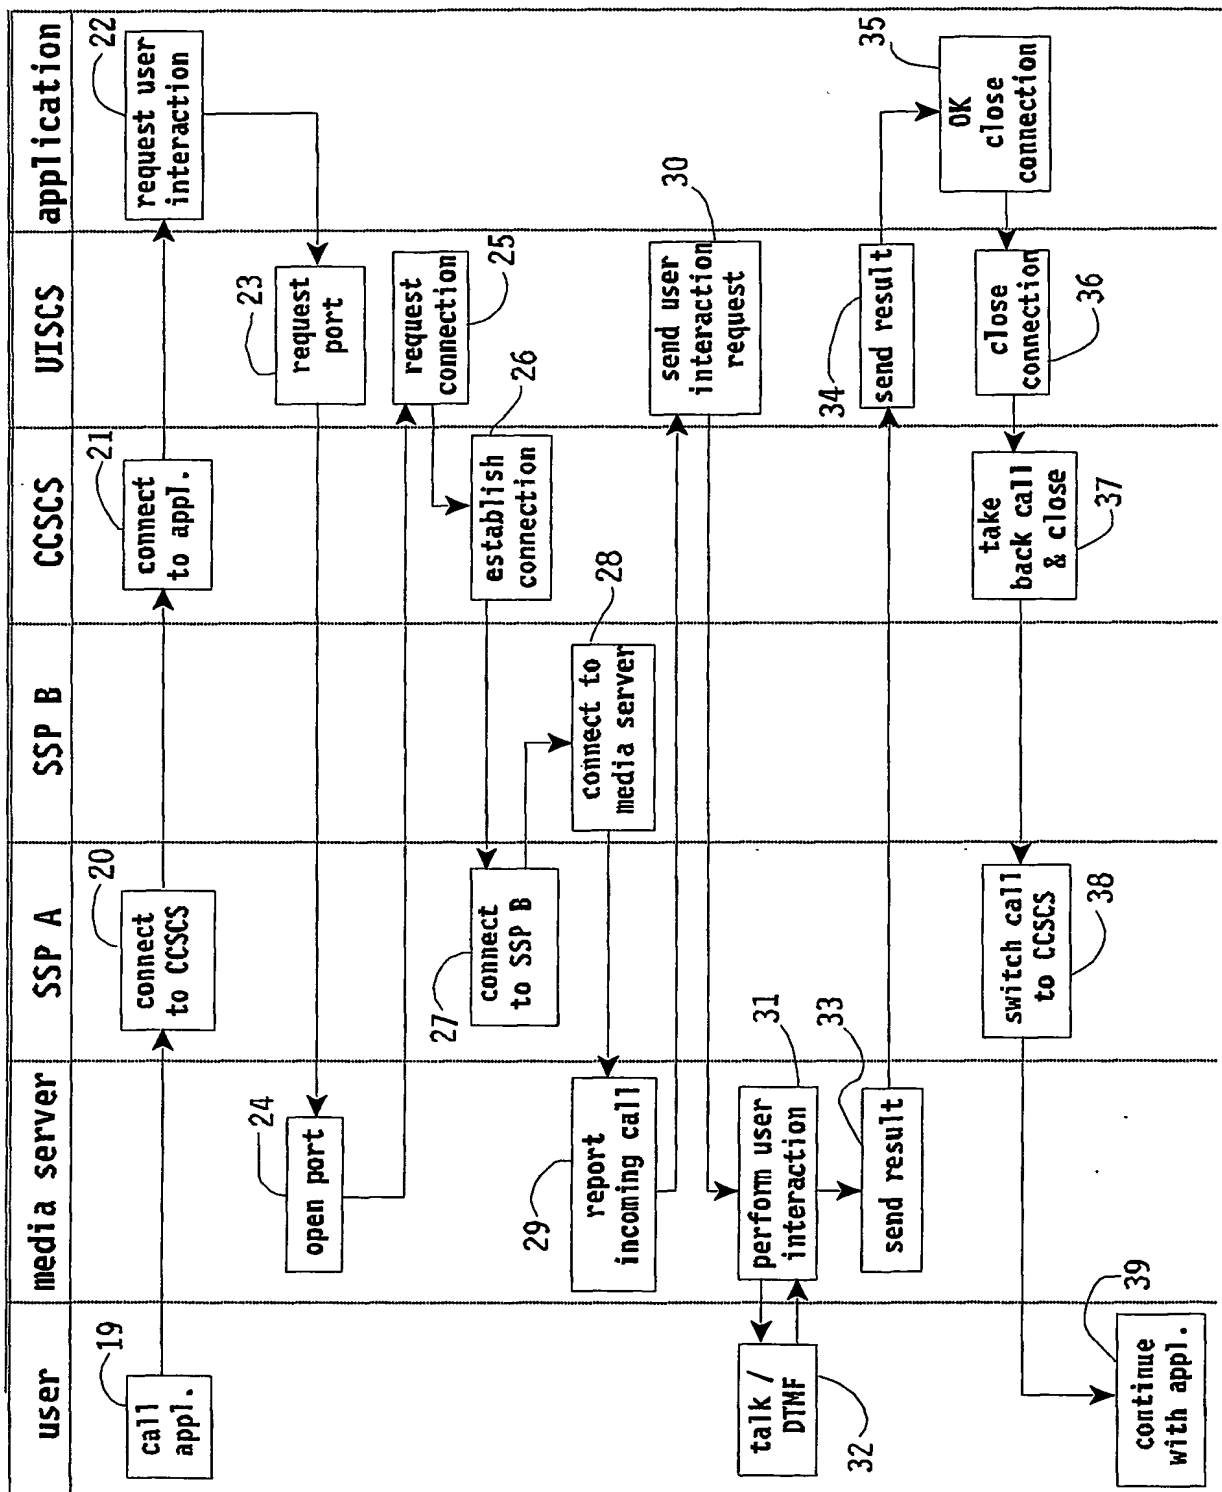 user
media server
SSP A
SSP B
CCSCS
UISCS
application
19
call
appl.
20
connect
to CCSCS
21
connect
to appl.
22
request user
interaction
23
request
port
24
open port
25
request
connection
26
establish
connection
27
connect
to SSP B
28
connect to
media server
29
report
incoming call
30
send user
interaction
request
31
perform user
interaction
32
talk /
DTMF
33
send result
34
send result
35
OK
close
connection
36
close
connection
37
take
back call
& close
38
switch call
to CCSCS
39
continue
with appl.